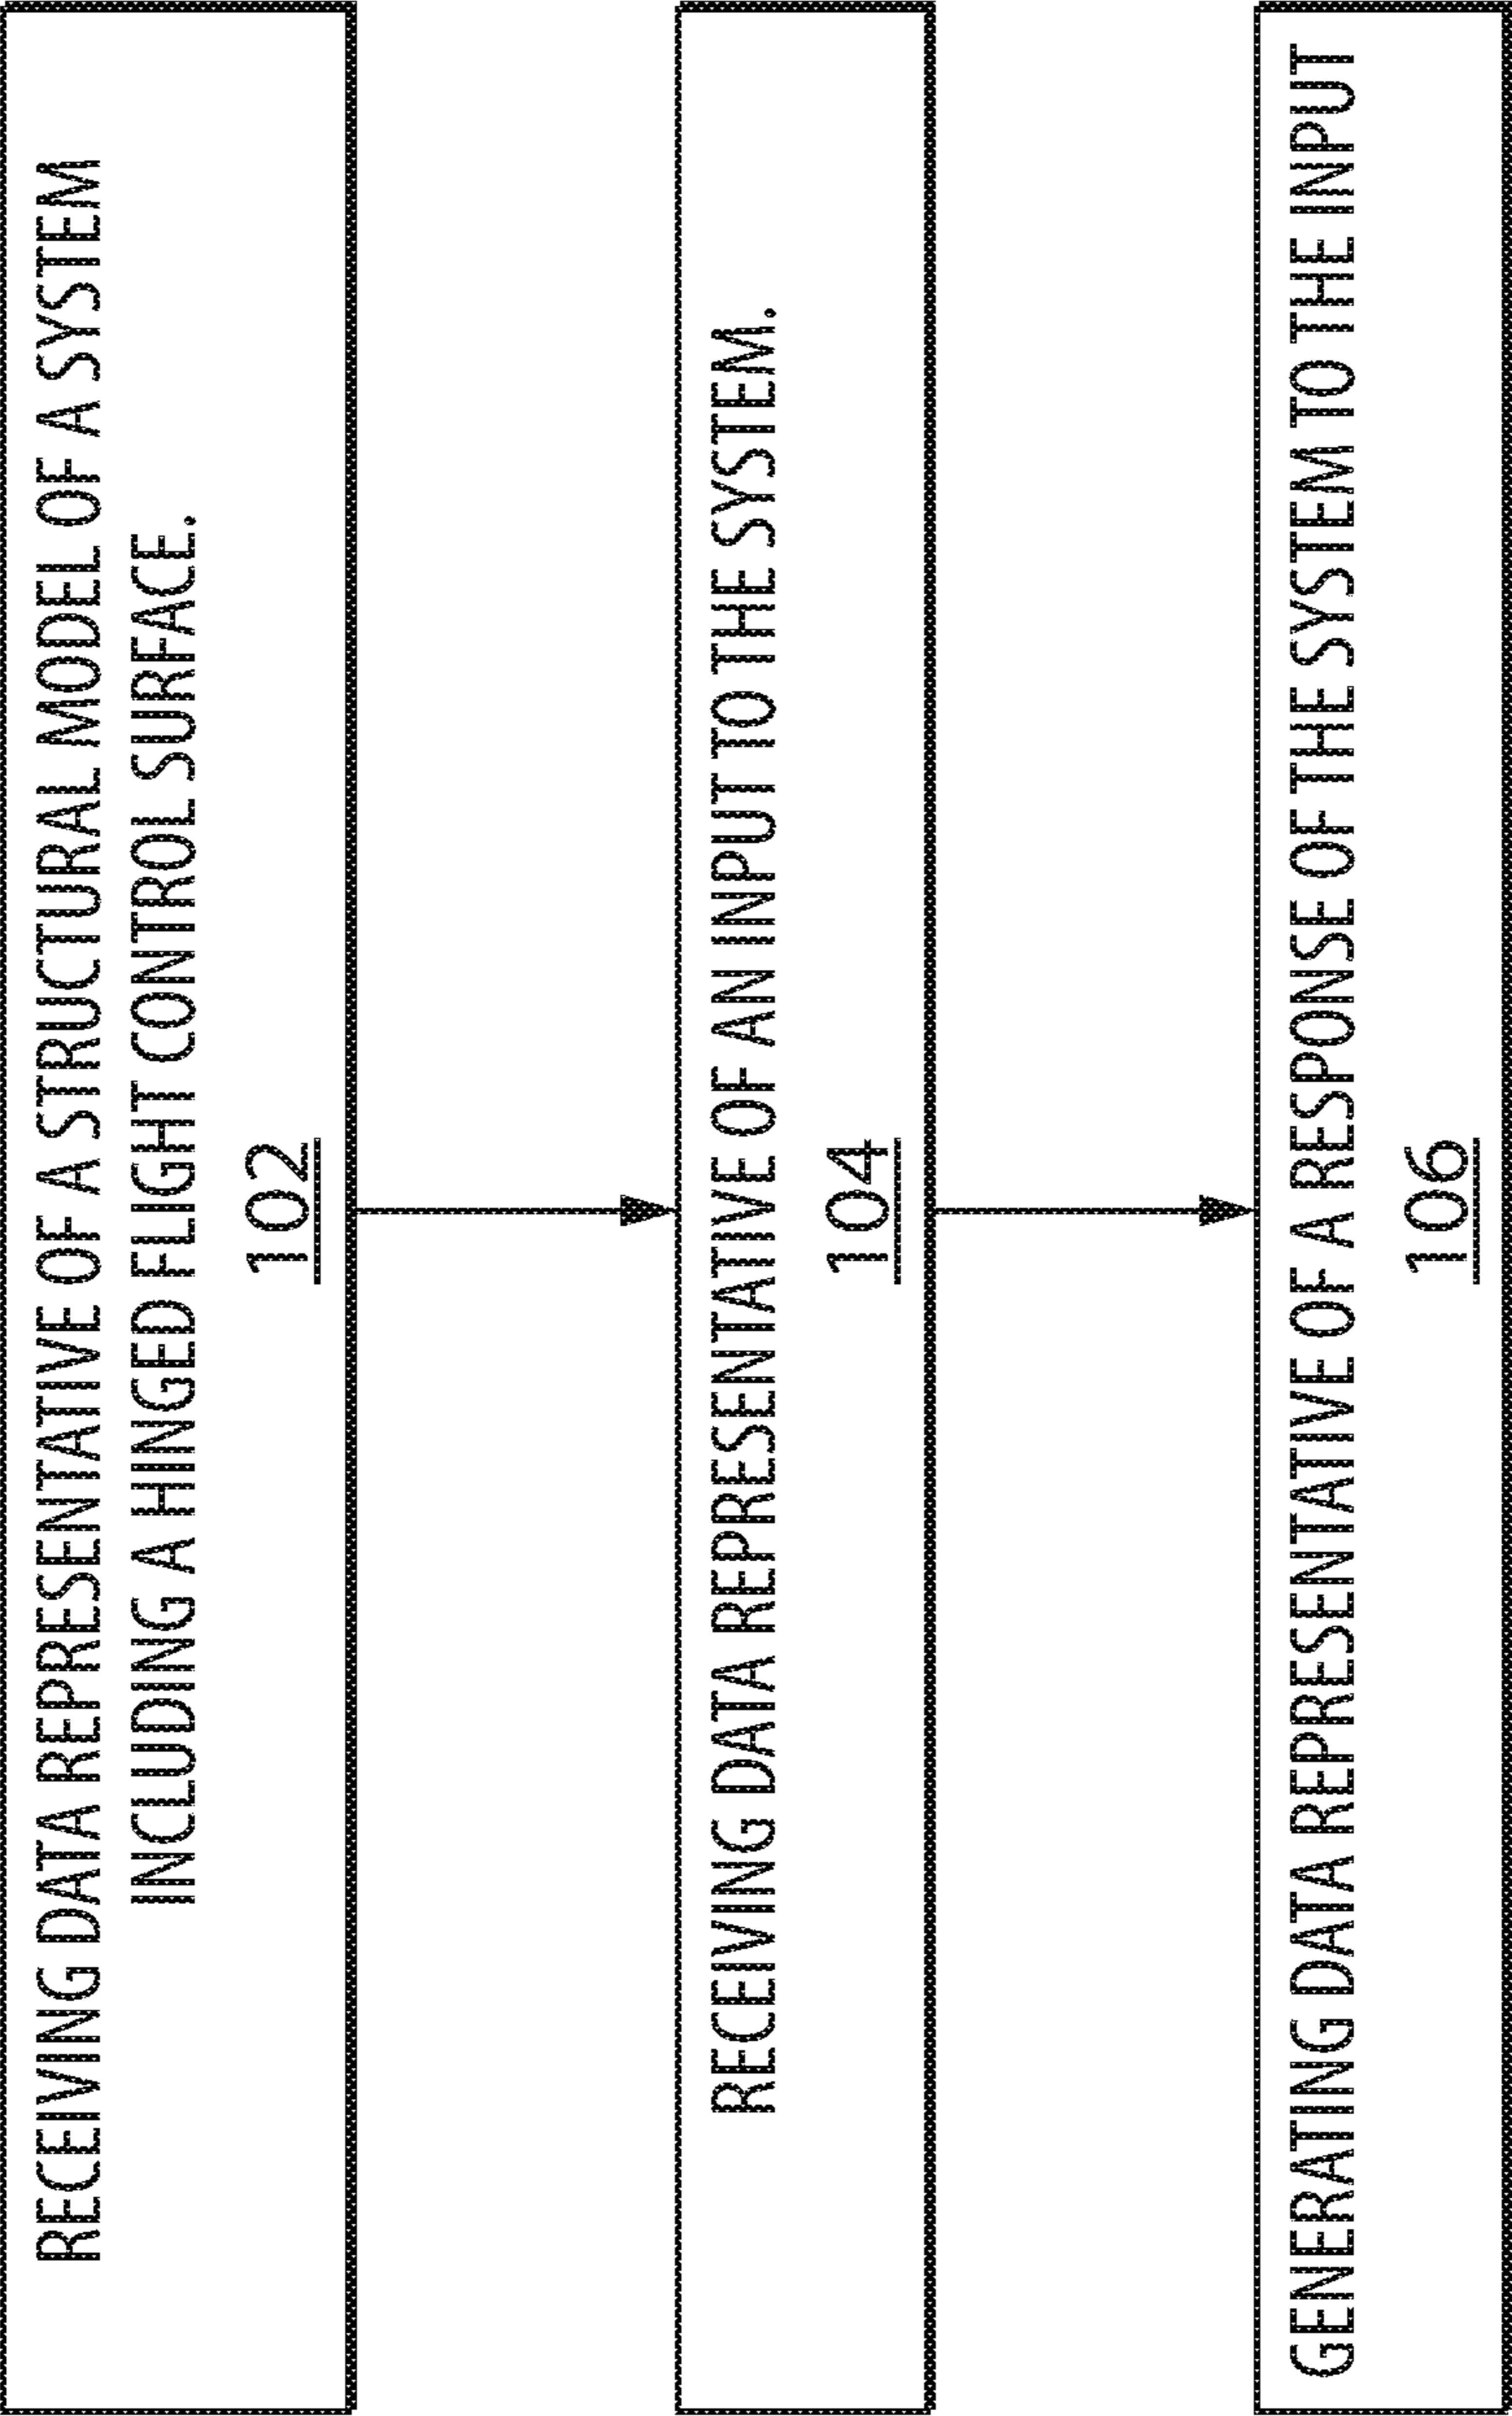 RECEIVING DATA REPRESENTATIVE OF A STRUCTURAL MODEL OF A SYSTEM
INCLUDING A HINGED FLIGHT CONTROL SURFACE.
102
RECEIVING DATA REPRESENTATIVE OF AN INPUT TO THE SYSTEM.
104
GENERATING DATA REPRESENTATIVE OF A RESPONSE OF THE SYSTEM TO THE INPUT
106